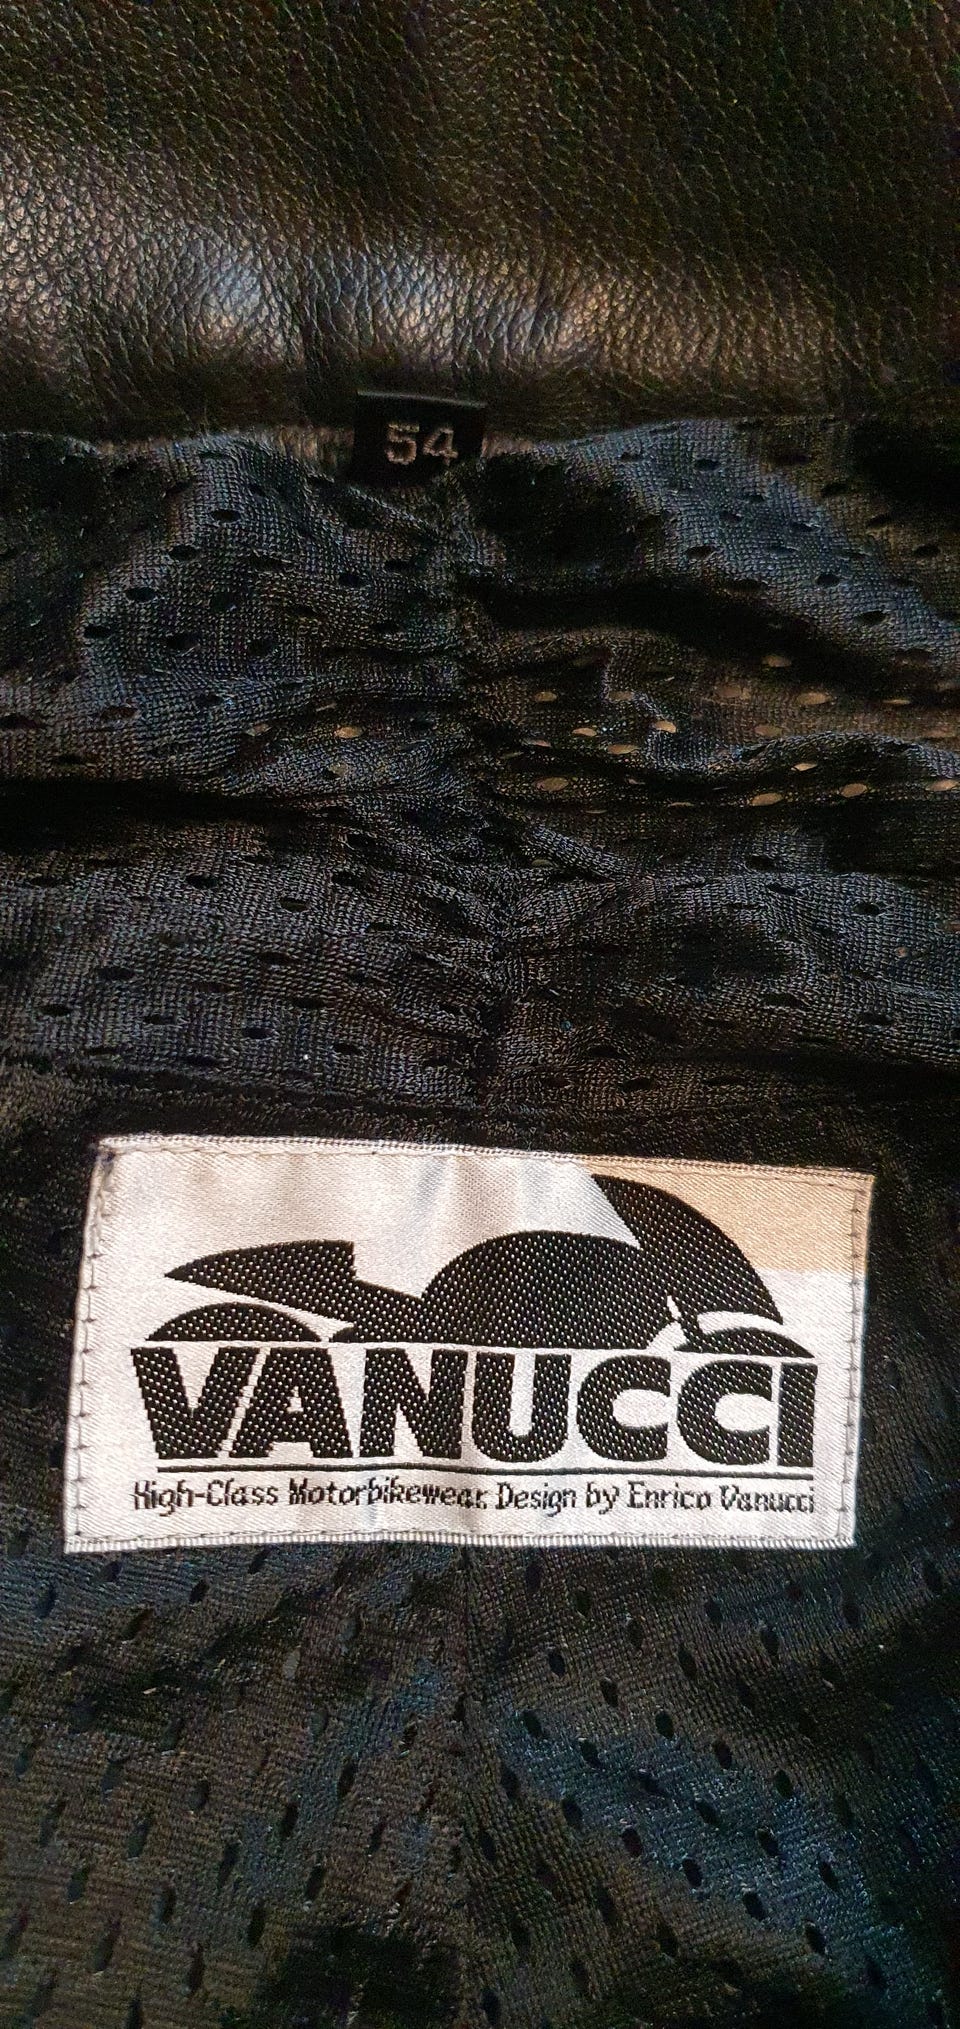 54
VANUCCI
High-Class Motorbikewear. Design by Enrico Vanucci